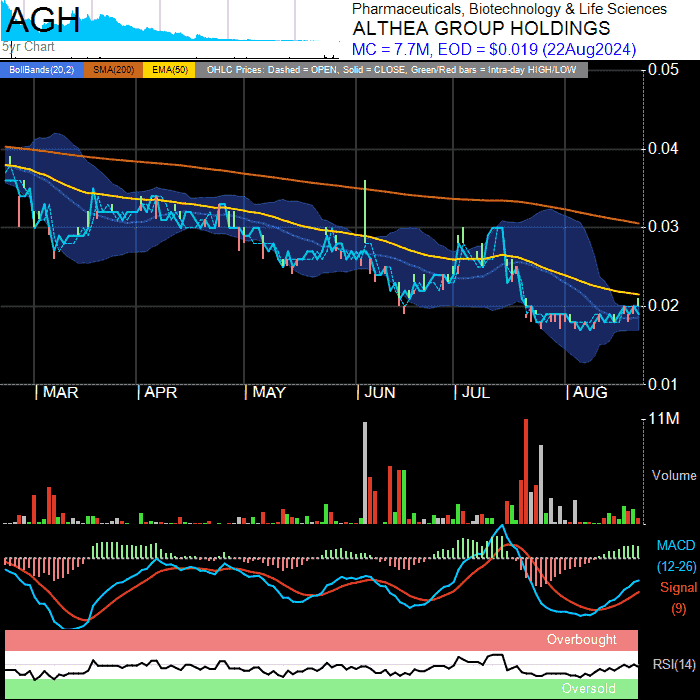 AGH
5yr Chart
Pharmaceuticals, Biotechnology & Life Sciences
ALTHEA GROUP HOLDINGS
MC = 7.7M, EOD = $0.019 (22Aug2024)
BollBands(20,2) SMA(200) EMA(50) OHLC Prices: Dashed = OPEN, Solid = CLOSE, Green/Red bars = Intra-day HIGH/LOW
0.05
0.04
0.03
0.02
0.01
| MAR | APR | MAY | JUN | JUL | AUG
11M
Volume
MACD
(12-26)
Signal
(9)
Overbought
RSI(14)
Oversold